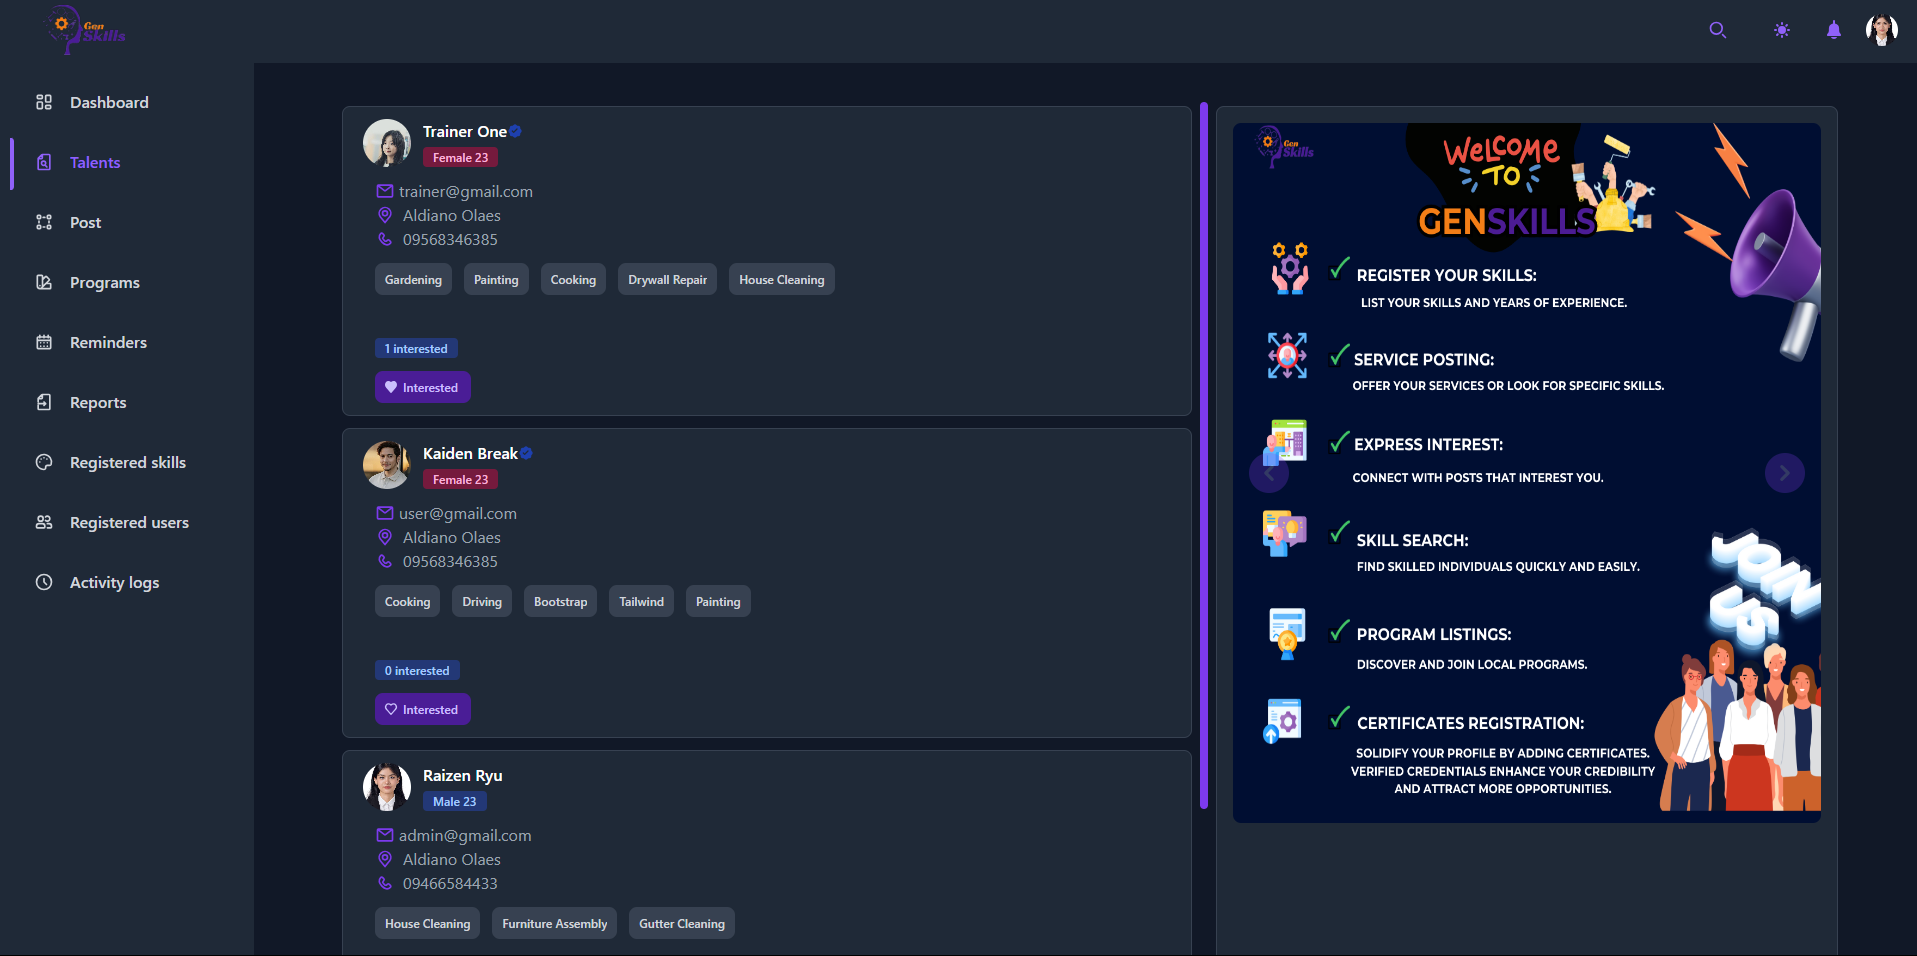 Gen
Skills
Dashboard
Talents
Post
Programs
Reminders
Reports
Registered skills
Registered users
Activity logs
Trainer One
Female 23
trainer@gmail.com
Aldiano Olaes
09568346385
Gardening Painting Cooking Drywall Repair House Cleaning
1 interested
Interested
Kaiden Break
Female 23
user@gmail.com
Aldiano Olaes
09568346385
Cooking Driving Bootstrap Tailwind Painting
0 interested
Interested
Raizen Ryu
Male 23
admin@gmail.com
Aldiano Olaes
09466584433
House Cleaning Furniture Assembly Gutter Cleaning
Gen
Skills
WELCOME
TO
GENSKILLS
REGISTER YOUR SKILLS:
LIST YOUR SKILLS AND YEARS OF EXPERIENCE.
SERVICE POSTING:
OFFER YOUR SERVICES OR LOOK FOR SPECIFIC SKILLS.
EXPRESS INTEREST:
CONNECT WITH POSTS THAT INTEREST YOU.
SKILL SEARCH:
FIND SKILLED INDIVIDUALS QUICKLY AND EASILY.
PROGRAM LISTINGS:
DISCOVER AND JOIN LOCAL PROGRAMS.
CERTIFICATES REGISTRATION:
SOLIDIFY YOUR PROFILE BY ADDING CERTIFICATES.
VERIFIED CREDENTIALS ENHANCE YOUR CREDIBILITY
AND ATTRACT MORE OPPORTUNITIES.
JOIN
US